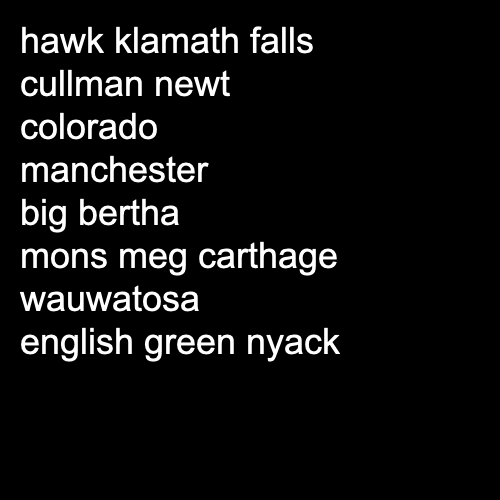 hawk klamath falls
cullman newt
colorado
manchester
big bertha
mons meg carthage
wauwatosa
english green nyack